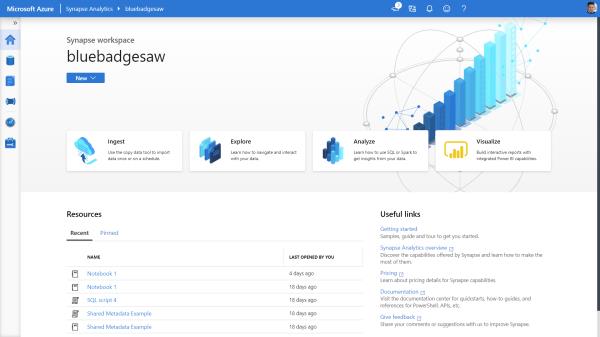 Microsoft Azure Synapse Analytics bluebadgesaw
Synapse workspace
bluebadgesaw
New
Ingest
Use the copy data tool to import
data once or on a schedule.
Explore
Learn how to navigate and interact
with your data.
Analyze
Learn how to use SQL or Spark to
get insights from your data.
Visualize
Build interactive reports with
integrated Power BI capabilities.
Resources
Recent Pinned
NAME LAST OPENED BY YOU
Notebook 1 4 days ago
Notebook 1 18 days ago
SQL script 4 18 days ago
Shared Metadata Example 18 days ago
Shared Metadata Example 18 days ago
Useful links
Getting started
Samples, guide and tour to get you started.
Synapse Analytics overview
Discover the capabilities offered by Synapse and learn how to make the
most of them.
Pricing
Learn about pricing details for Synapse capabilities.
Documentation
Visit the documentation center for quickstarts, how-to guides, and
references for PowerShell, APIs, etc.
Give feedback
Share your comments or suggestions with us to improve Synapse.